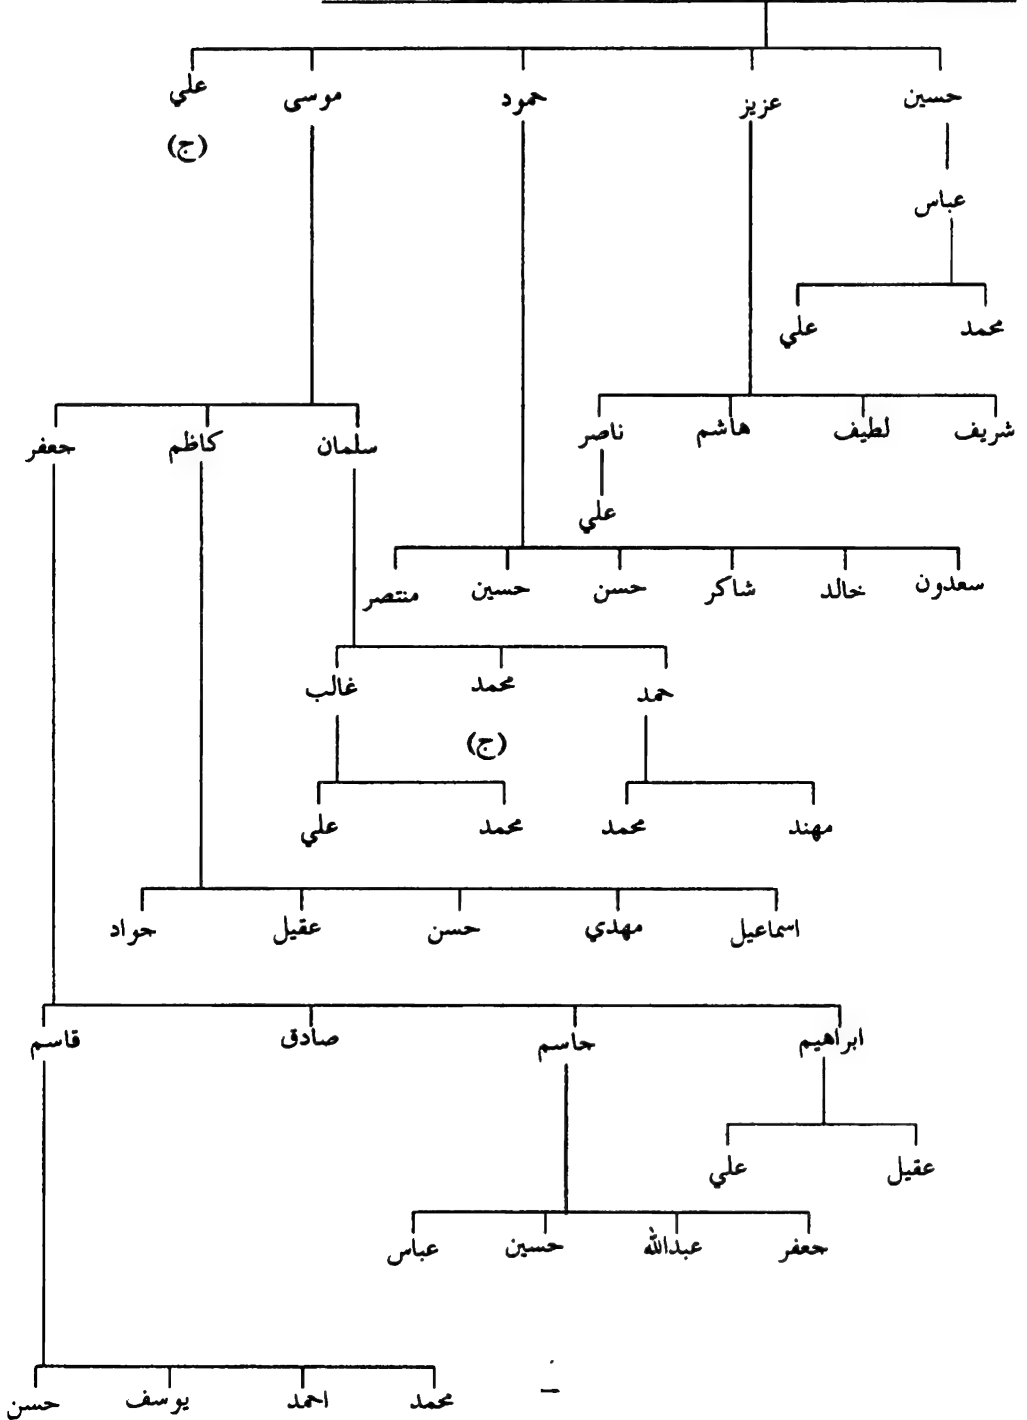 حسين عزيز حمود موسى علي
(ج)
عباس
محمد علي
شريف لطيف هاشم ناصر
سلمان كاظم جعفر
علي
سعدون خالد شاكر حسن حسين منتصر
حمد محمد غالب
(ج)
مهند محمد محمد علي
اسماعيل مهدي حسن عقيل جواد
ابراهيم جاسم صادق قاسم
عقيل علي
جعفر عبدالله حسين عباس
محمد احمد يوسف حسن